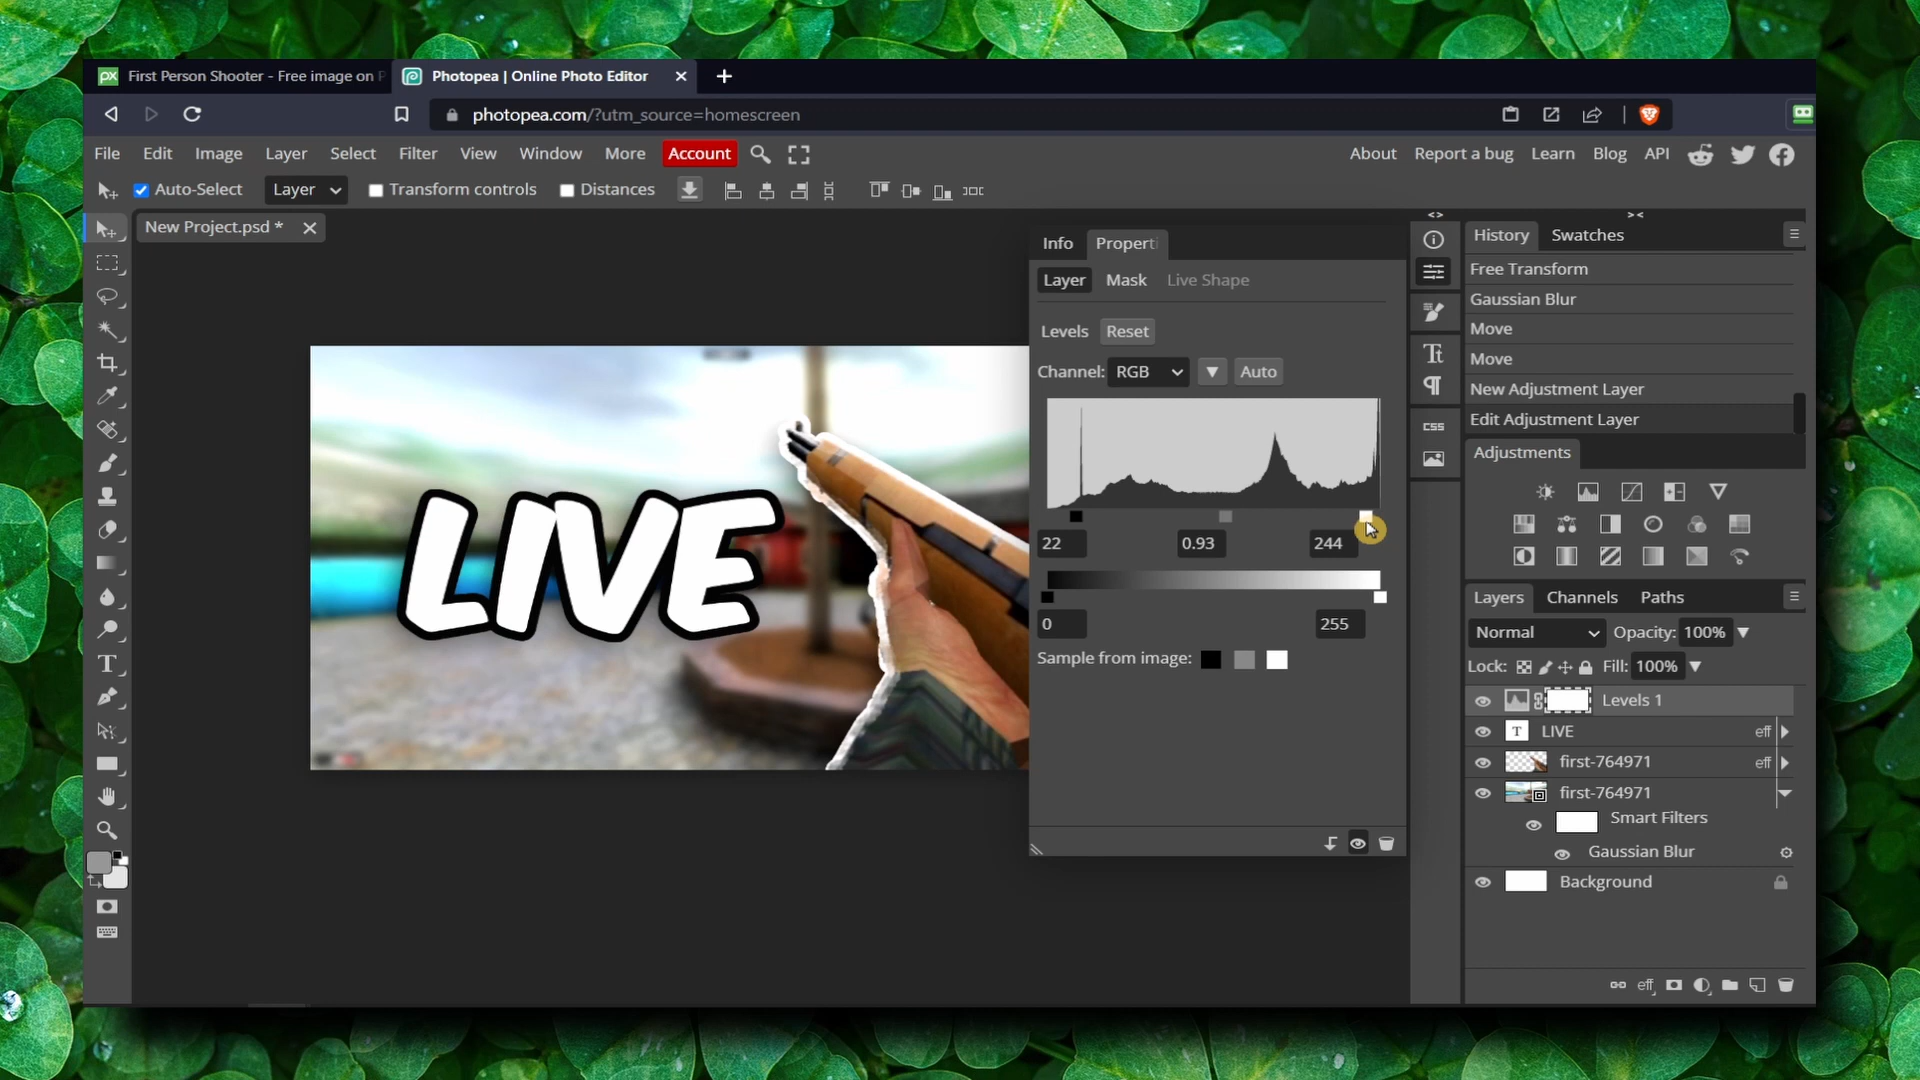 First Person Shooter - Free image on P
Photopea | Online Photo Editor
photopea.com/?utm_source=homescreen
File Edit Image Layer Select Filter View Window More Account
About Report a bug Learn Blog API
Auto-Select Layer Transform controls Distances
New Project.psd *
LIVE
Info Properti
Layer Mask Live Shape
Levels Reset
Channel: RGB Auto
22 0.93 244
0 255
Sample from image:
CSS
History Swatches
Free Transform
Gaussian Blur
Move
Move
New Adjustment Layer
Edit Adjustment Layer
Adjustments
Layers Channels Paths
Normal Opacity: 100%
Lock: Fill: 100%
Levels 1
LIVE eff
first-764971 eff
first-764971
Smart Filters
Gaussian Blur
Background
eff